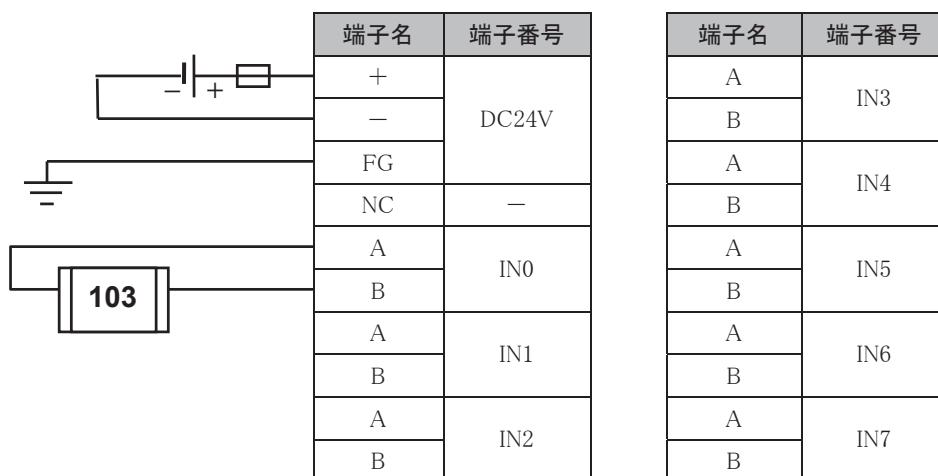 端子名 端子番号
+ DC24V
−
FG
NC −
A IN0
B
A IN1
B
A IN2
B
− +
103
端子名 端子番号
A IN3
B
A IN4
B
A IN5
B
A IN6
B
A IN7
B